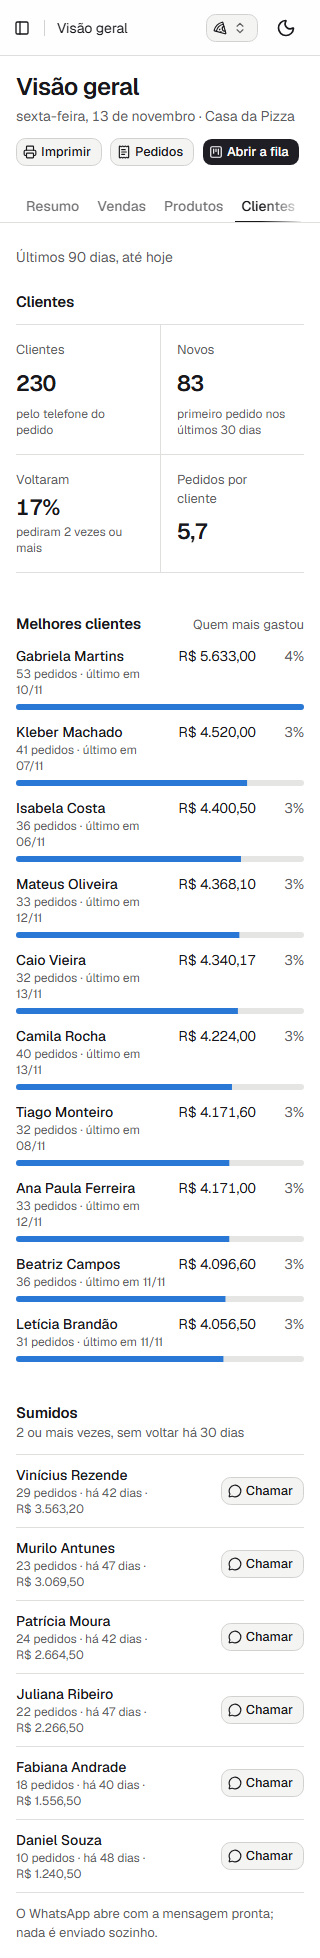 Visão geral
Visão geral
sexta-feira, 13 de novembro · Casa da Pizza
Imprimir
Pedidos
Abrir a fila
Resumo
Vendas
Produtos
Clientes
Últimos 90 dias, até hoje
Clientes
Clientes
230
pelo telefone do
pedido
Novos
83
primeiro pedido nos
últimos 30 dias
Voltaram
17%
pediram 2 vezes ou
mais
Pedidos por
cliente
5,7
Melhores clientes
Quem mais gastou
Gabriela Martins R$ 5.633,00 4%
53 pedidos · último em
10/11
Kleber Machado R$ 4.520,00 3%
41 pedidos · último em
07/11
Isabela Costa R$ 4.400,50 3%
36 pedidos · último em
06/11
Mateus Oliveira R$ 4.368,10 3%
33 pedidos · último em
12/11
Caio Vieira R$ 4.340,17 3%
32 pedidos · último em
13/11
Camila Rocha R$ 4.224,00 3%
40 pedidos · último em
13/11
Tiago Monteiro R$ 4.171,60 3%
32 pedidos · último em
08/11
Ana Paula Ferreira R$ 4.171,00 3%
33 pedidos · último em
12/11
Beatriz Campos R$ 4.096,60 3%
36 pedidos · último em 11/11
Letícia Brandão R$ 4.056,50 3%
31 pedidos · último em 11/11
Sumidos
2 ou mais vezes, sem voltar há 30 dias
Vinícius Rezende
29 pedidos · há 42 dias ·
R$ 3.563,20
Chamar
Murilo Antunes
23 pedidos · há 47 dias ·
R$ 3.069,50
Chamar
Patrícia Moura
24 pedidos · há 42 dias ·
R$ 2.664,50
Chamar
Juliana Ribeiro
22 pedidos · há 47 dias ·
R$ 2.266,50
Chamar
Fabiana Andrade
18 pedidos · há 40 dias ·
R$ 1.556,50
Chamar
Daniel Souza
10 pedidos · há 48 dias ·
R$ 1.240,50
Chamar
O WhatsApp abre com a mensagem pronta;
nada é enviado sozinho.